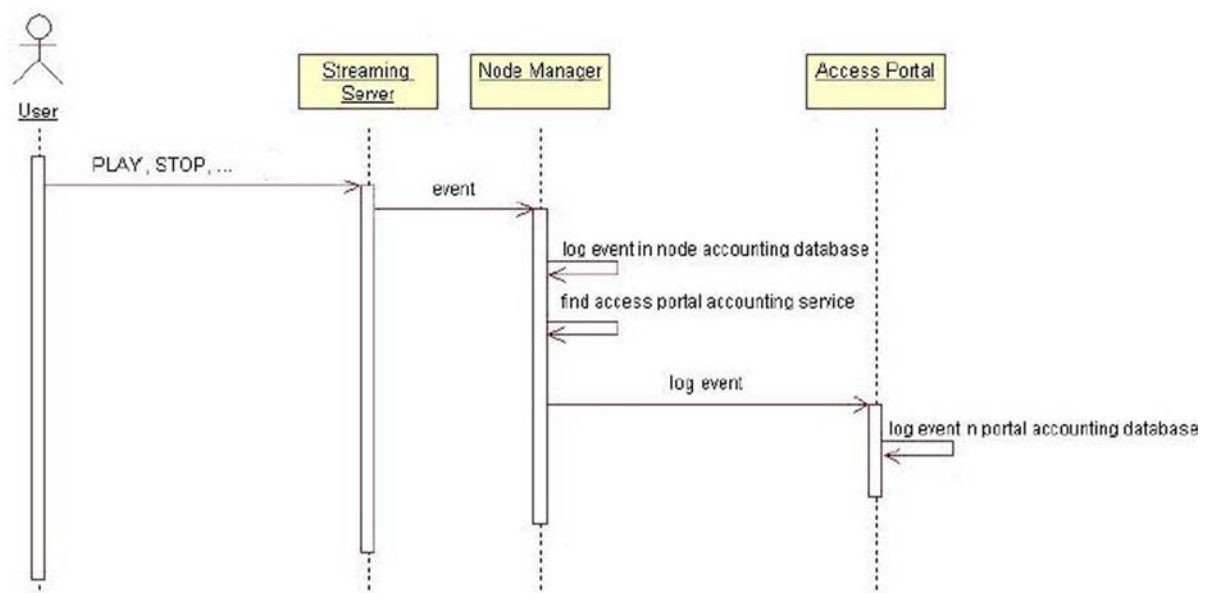 User
Streaming
Server
Node Manager
Access Portal
PLAY, STOP, ...
event
log event in node accounting database
find access portal accounting service
log event
log event n portal accounting database